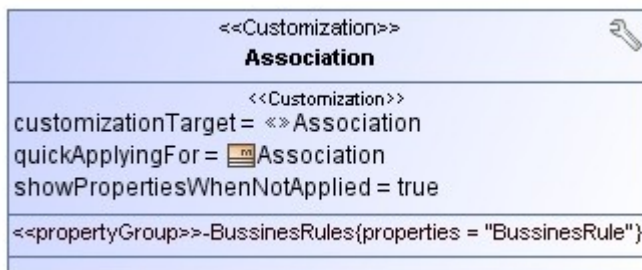 <<Customization>>
Association
<<Customization>>
customizationTarget = «»Association
quickApplyingFor = Association
showPropertiesWhenNotApplied = true
<<propertyGroup>>-BussinesRules{properties = "BussinesRule"}